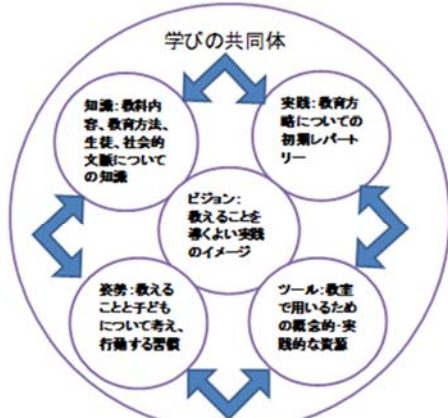 学びの共同体
知識:教科内
容、教育方法、
生徒、社会的
文脈について
の知識
実践:教育方
略についての
初期レパート
リー
ビジョン:
教えることを
導くよい実践
のイメージ
姿勢:教える
ことと子ども
について考え、
行動する習慣
ツール:教室
で用いるため
の概念的・実
践的な資源